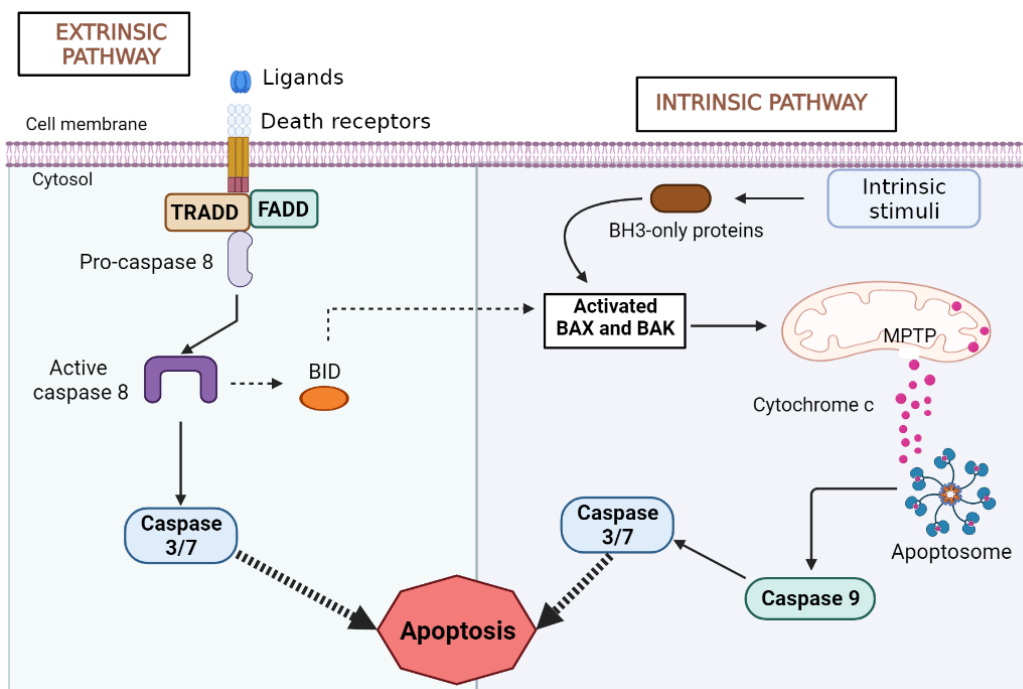 EXTRINSIC
PATHWAY
Ligands
Death receptors
Cell membrane
Cytosol
TRADD
FADD
Pro-caspase 8
Active
caspase 8
BID
Caspase
3/7
INTRINSIC PATHWAY
Intrinsic
stimuli
BH3-only proteins
Activated
BAX and BAK
MPTP
Cytochrome c
Apoptosome
Caspase 9
Caspase
3/7
Apoptosis